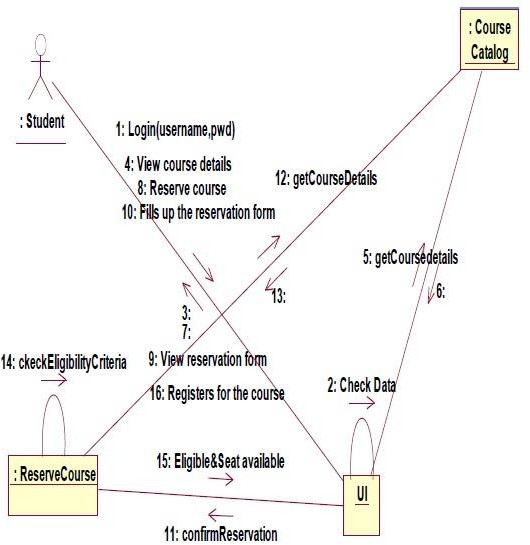 : Course
Catalog
: Student
1: Login(username,pwd)
4: View course details
8: Reserve course
10: Fills up the reservation form
12: getCourseDetails
5: getCoursedetails
6:
13:
3:
7:
14: ckeckEligibilityCriteria
9: View reservation form
16: Registers for the course
2: Check Data
15: Eligible&Seat available
: ReserveCourse
UI
11: confirmReservation